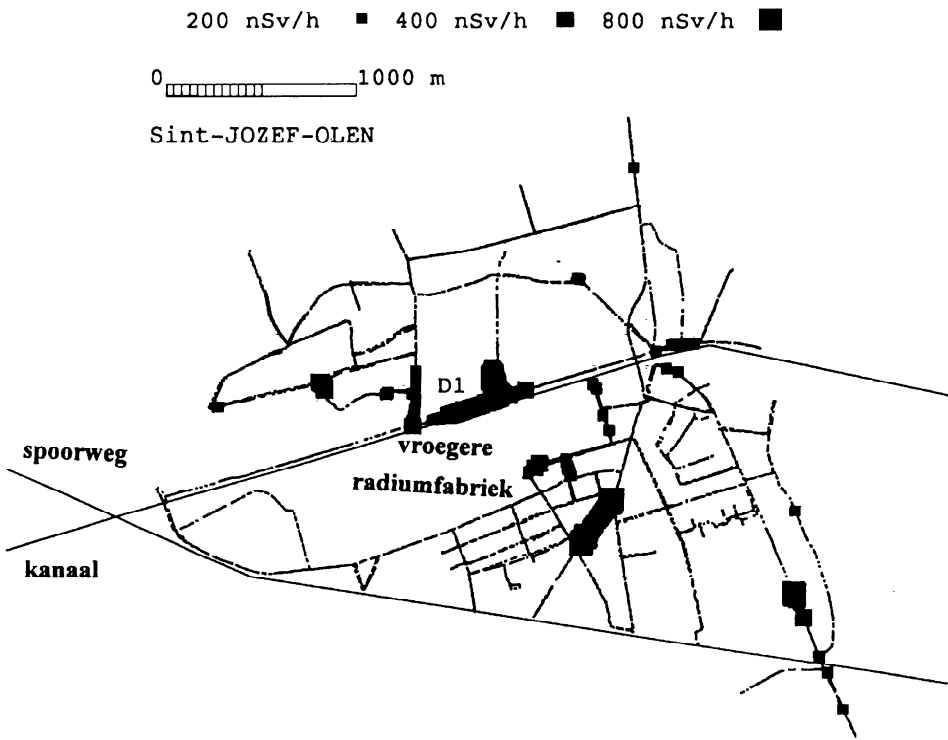 200 nSv/h 400 nSv/h 800 nSv/h
0 1000 m
Sint-JOZEF-OLEN
D1
spoorweg
vroegere
radiumfabriek
kanaal